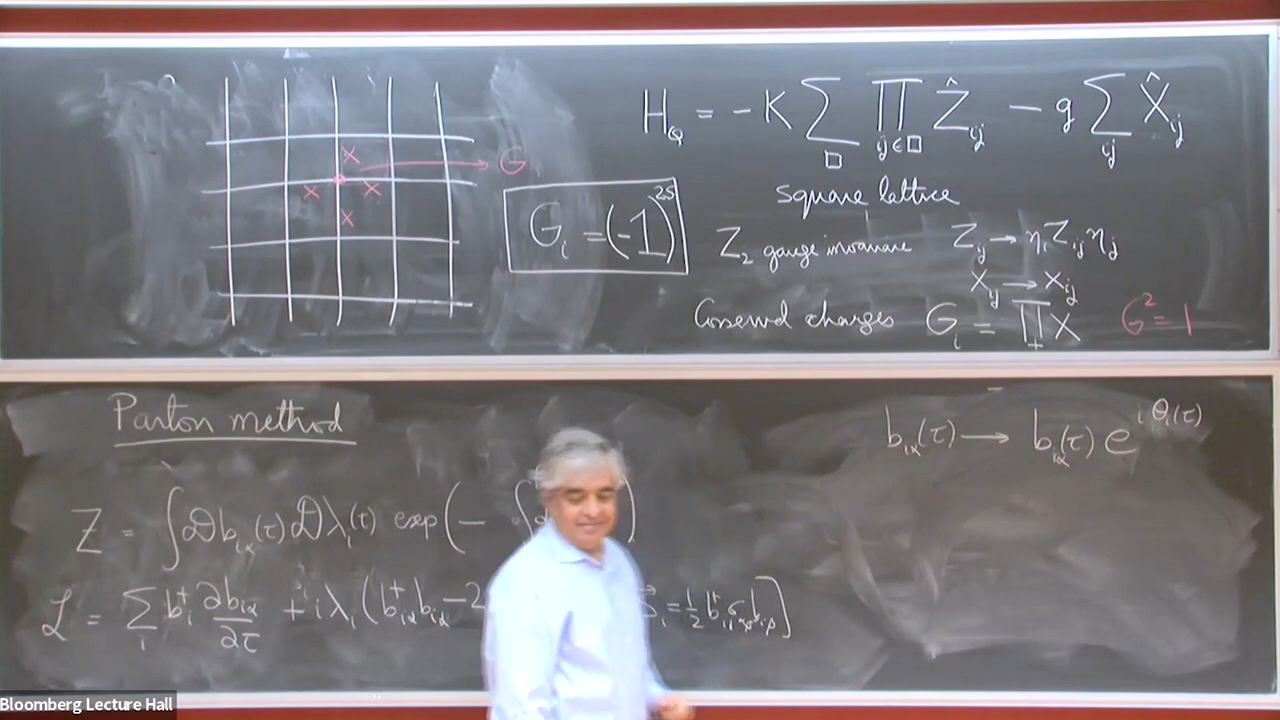 H_Q = -K ∑_□ ∏_{ij∈□} Ẑ_ij - g ∑_ij X̂_ij
x
x x
x
G
square lattice
G_i = (-1)^{2S}
Z_2 gauge invariance Z_ij → η_i Z_ij η_j
X_ij → X_ij
Conserved charges G_i = ∏_+ X G² = 1
Parton method
b_iα(τ) → b_iα(τ) e^{iθ_i(τ)}
Z = ∫ 𝒟b_iα(τ) 𝒟λ_i(τ) exp(- ∫ )
ℒ = ∑_i b_i^† ∂b_iα/∂τ + iλ_i (b_iα^† b_iα - 2 S_i = ½ b_i^† σ_αβ b_iβ]
Bloomberg Lecture Hall